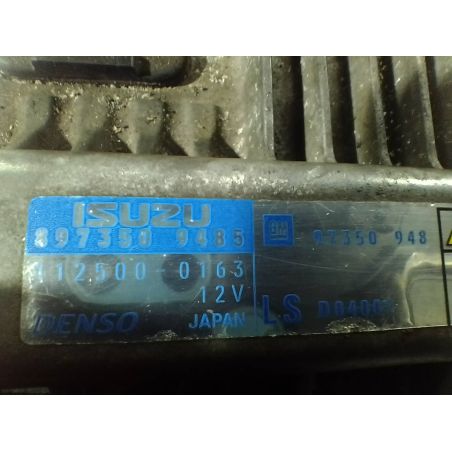 ISUZU
897350 9485
GM 97350 948
112500-0163
12V LS
DENSO JAPAN